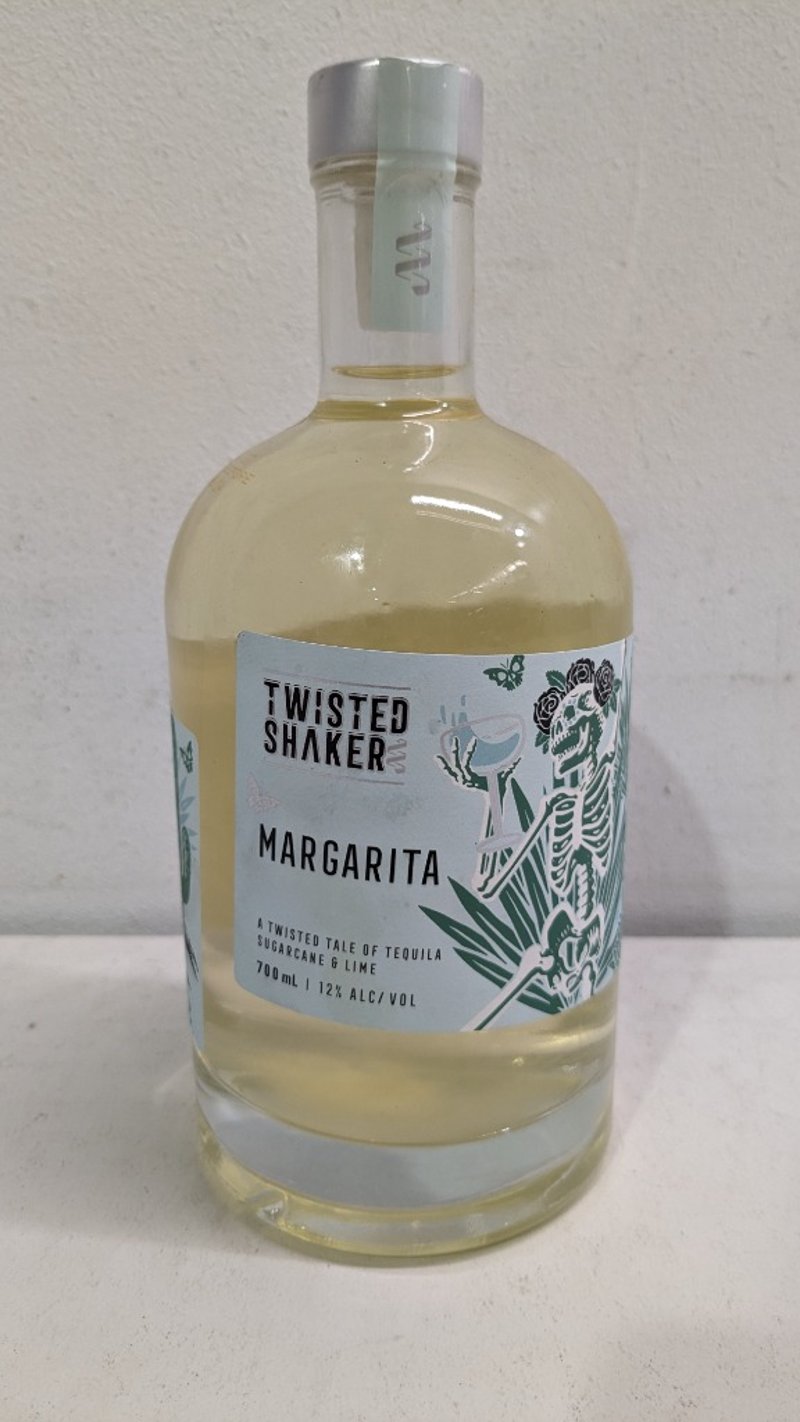 TWISTED
SHAKER
MARGARITA
A TWISTED TALE OF TEQUILA
SUGARCANE & LIME
700mL | 12% ALC/VOL